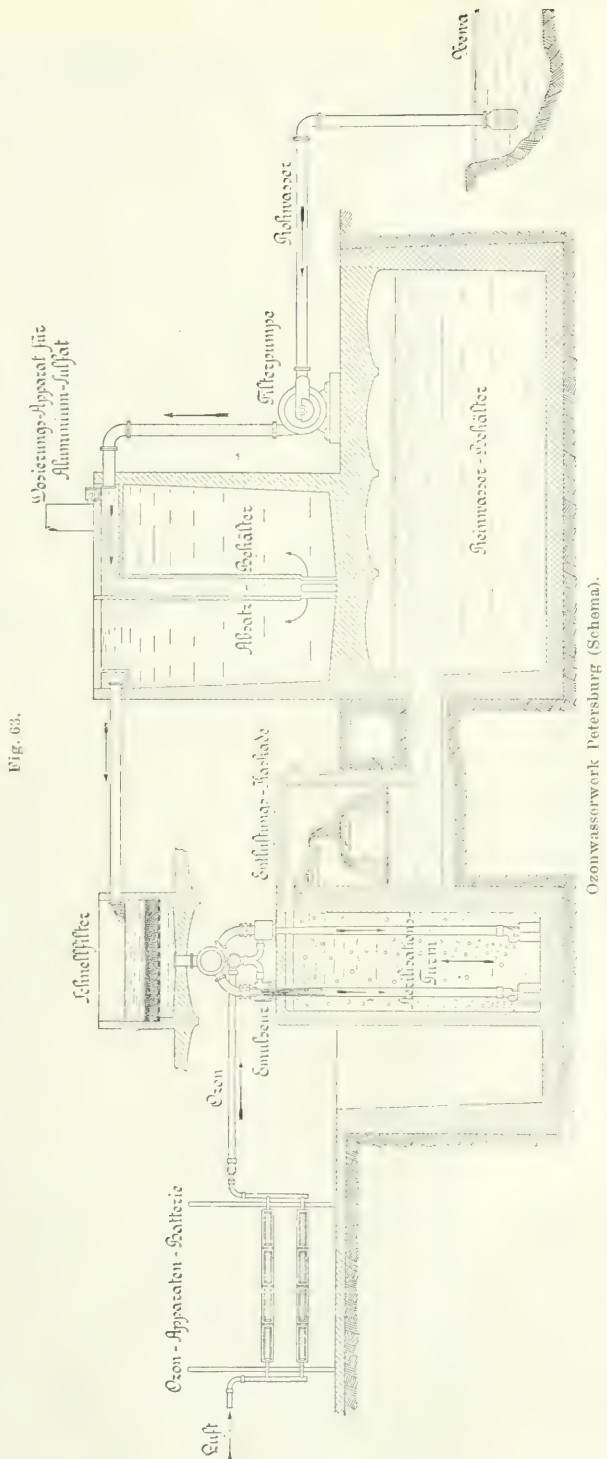 Fig. 63.
Luft
Ozon-Apparaten-Batterie
Ozon
Schnellfilter
Emulseur
Sterilisations-
Turm
Entlüftungs-Kaskade
Absatz-Behälter
Dosierungs-Apparat für
Aluminium-Sulfat
Filterpumpe
Rohwasser
Newa
Reinwasser-Behälter
Ozonwasserwerk Petersburg (Schema).